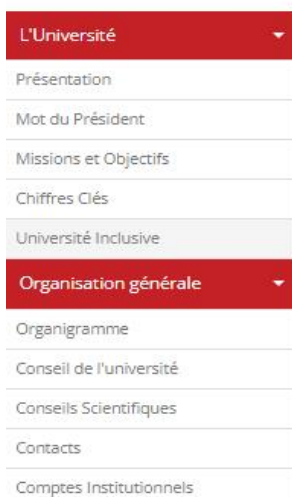 L'Université
Présentation
Mot du Président
Missions et Objectifs
Chiffres Clés
Université Inclusive
Organisation générale
Organigramme
Conseil de l'université
Conseils Scientifiques
Contacts
Comptes Institutionnels